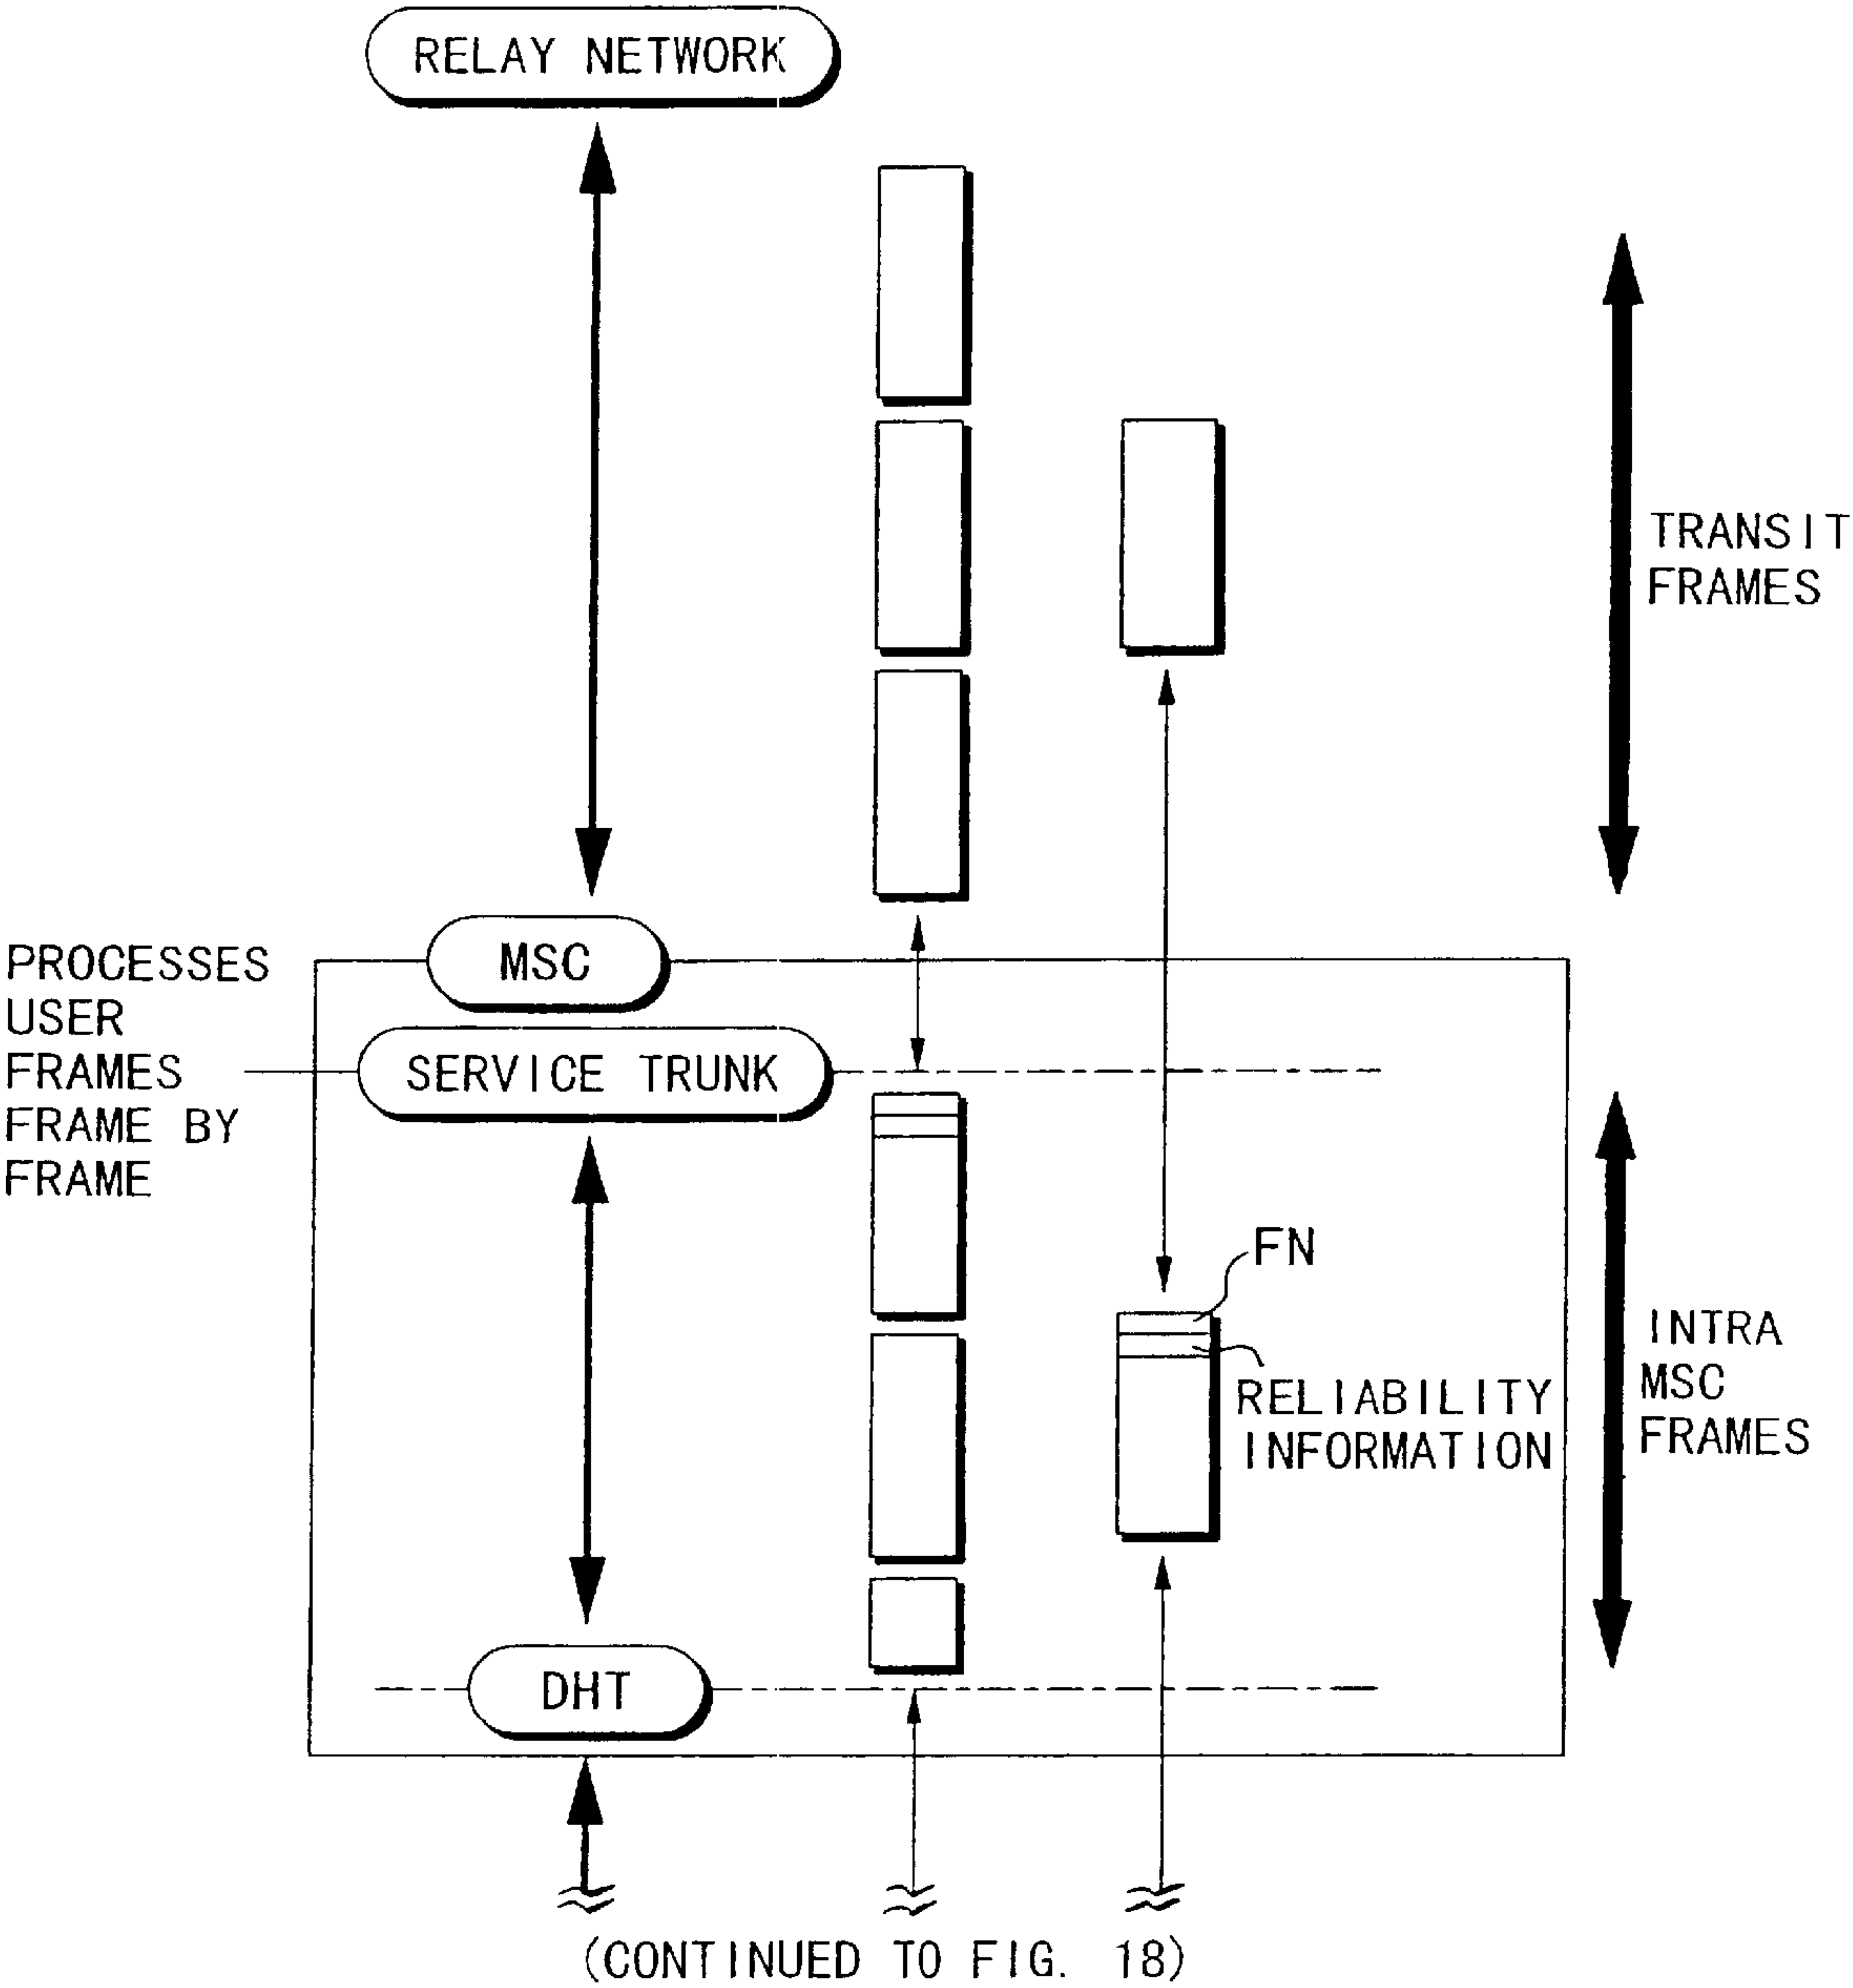 RELAY NETWORK
TRANSIT
FRAMES
MSC
PROCESSES
USER
FRAMES
FRAME BY
FRAME
SERVICE TRUNK
FN
RELIABILITY
INFORMATION
INTRA
MSC
FRAMES
DHT
(CONTINUED TO FIG. 18)